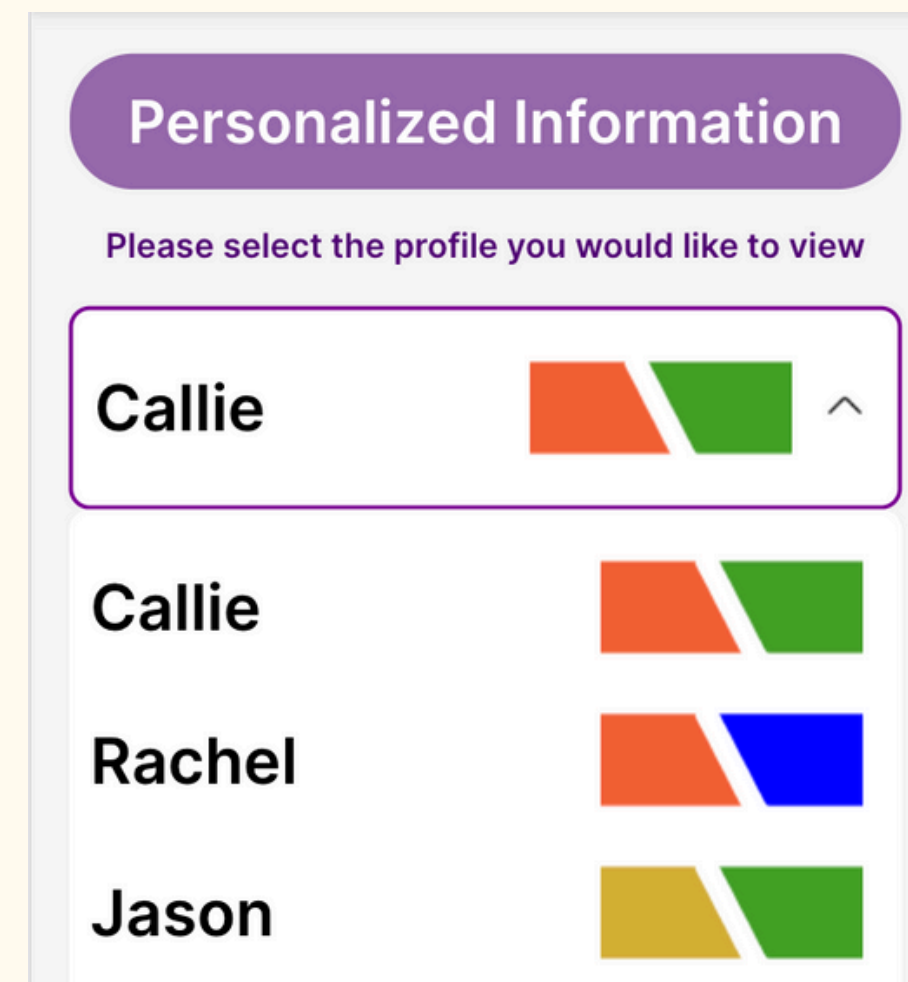 Personalized Information
Please select the profile you would like to view
Callie
Callie
Rachel
Jason